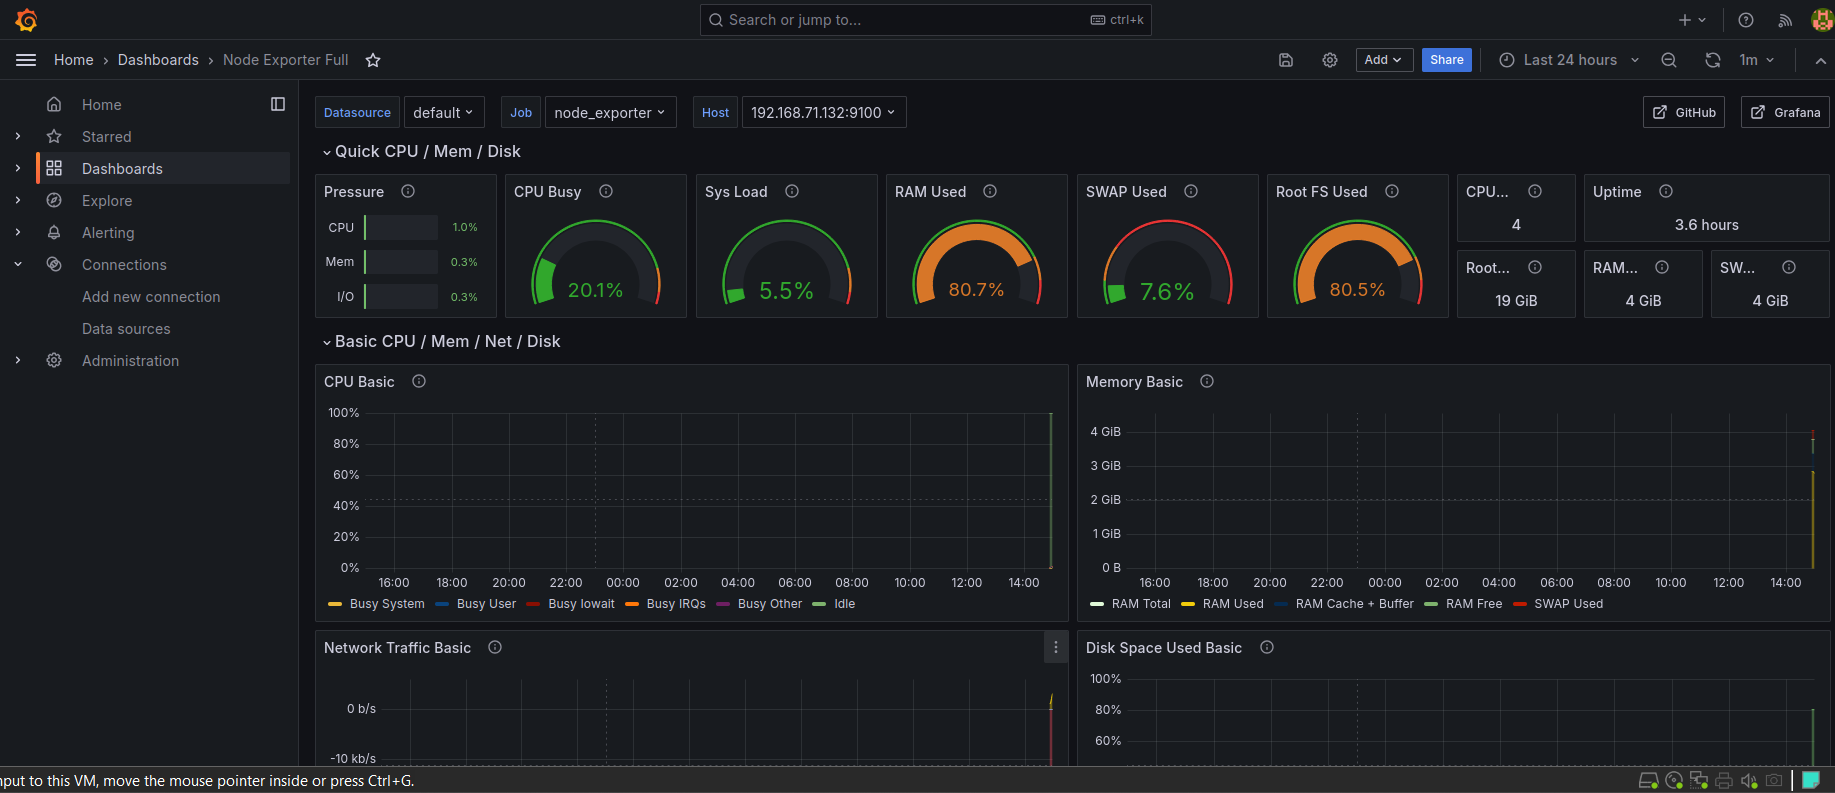 Search or jump to... ctrl+k
Home › Dashboards › Node Exporter Full
Add Share Last 24 hours 1m
Home
Starred
Dashboards
Explore
Alerting
Connections
Add new connection
Data sources
Administration
Datasource default Job node_exporter Host 192.168.71.132:9100 GitHub Grafana
Quick CPU / Mem / Disk
Pressure
CPU 1.0%
Mem 0.3%
I/O 0.3%
CPU Busy
20.1%
Sys Load
5.5%
RAM Used
80.7%
SWAP Used
7.6%
Root FS Used
80.5%
CPU...
4
Uptime
3.6 hours
Root...
19 GiB
RAM...
4 GiB
SW...
4 GiB
Basic CPU / Mem / Net / Disk
CPU Basic
100%
80%
60%
40%
20%
0%
16:00 18:00 20:00 22:00 00:00 02:00 04:00 06:00 08:00 10:00 12:00 14:00
Busy System Busy User Busy Iowait Busy IRQs Busy Other Idle
Memory Basic
4 GiB
3 GiB
2 GiB
1 GiB
0 B
16:00 18:00 20:00 22:00 00:00 02:00 04:00 06:00 08:00 10:00 12:00 14:00
RAM Total RAM Used RAM Cache + Buffer RAM Free SWAP Used
Network Traffic Basic
0 b/s
-10 kb/s
Disk Space Used Basic
100%
80%
60%
nput to this VM, move the mouse pointer inside or press Ctrl+G.